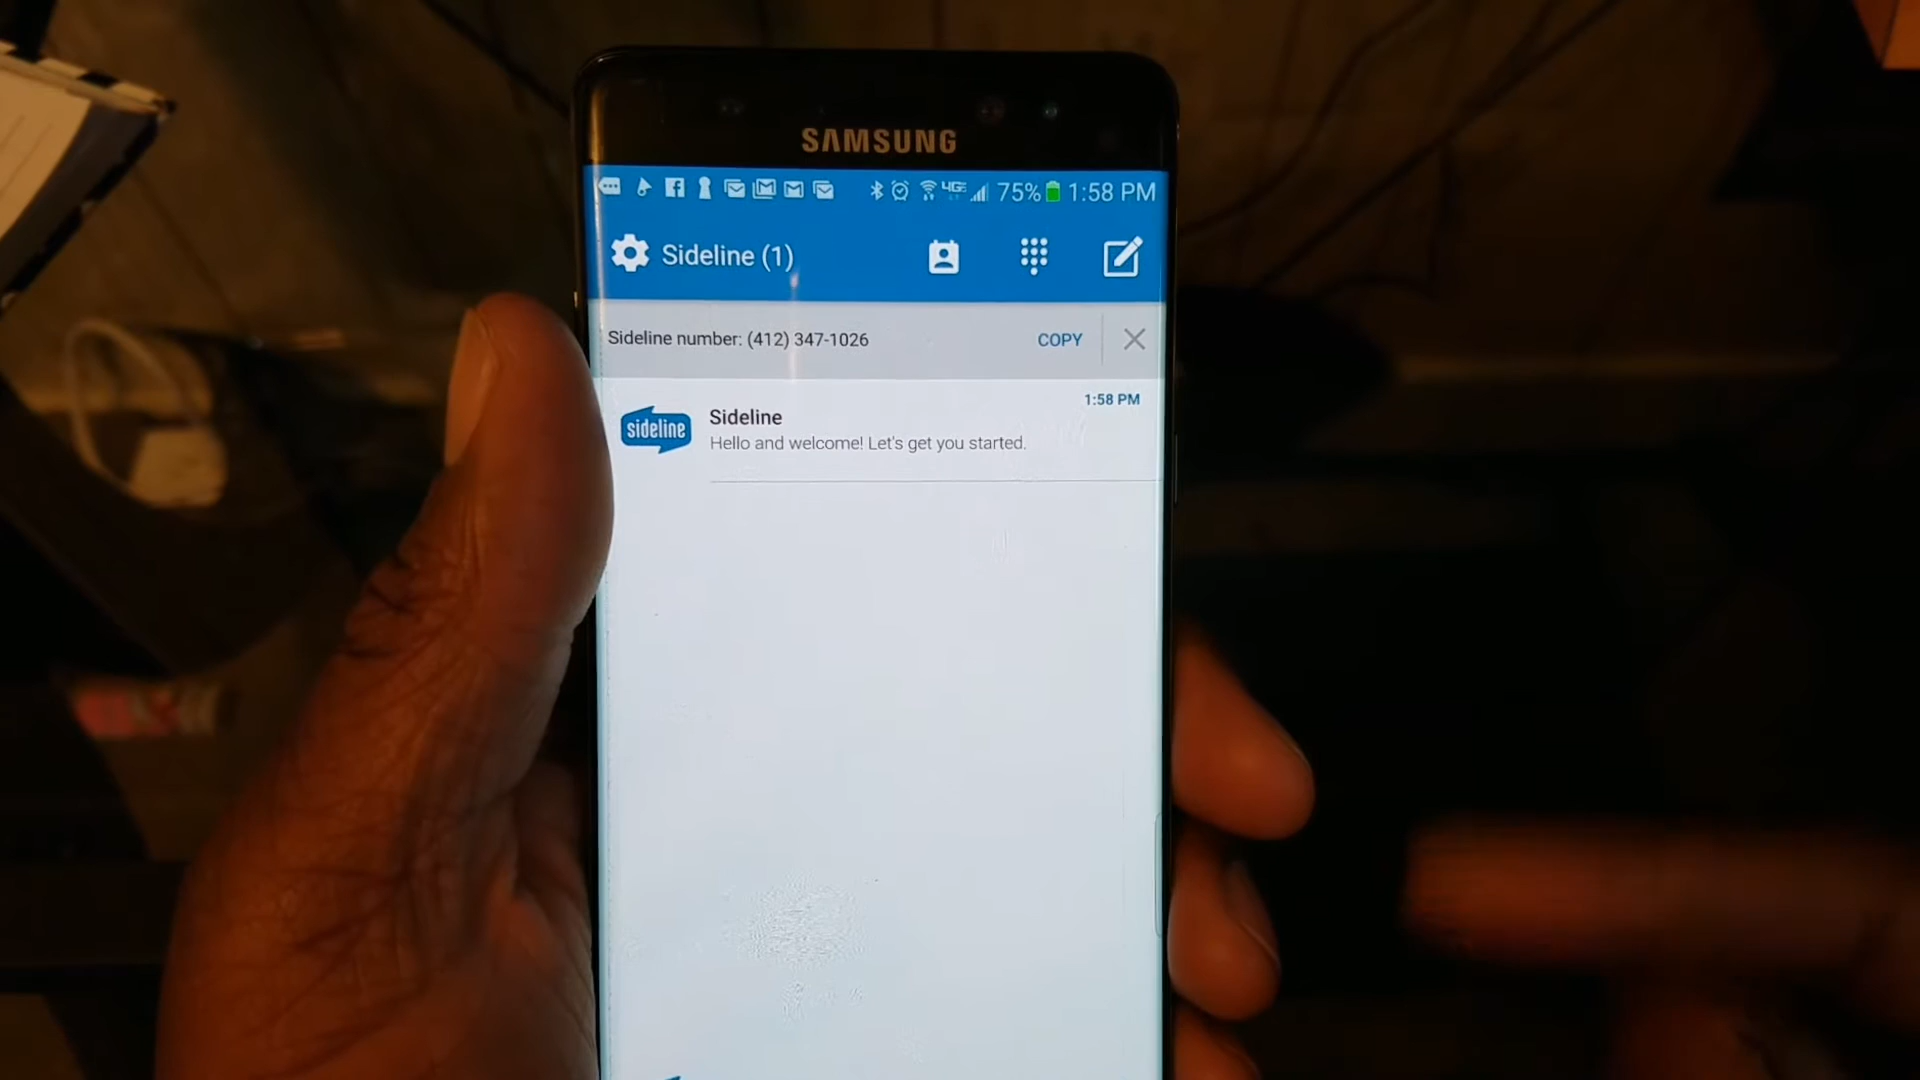 SAMSUNG
4G 75% 1:58 PM
Sideline (1)
Sideline number: (412) 347-1026 COPY
1:58 PM
sideline Sideline
Hello and welcome! Let's get you started.